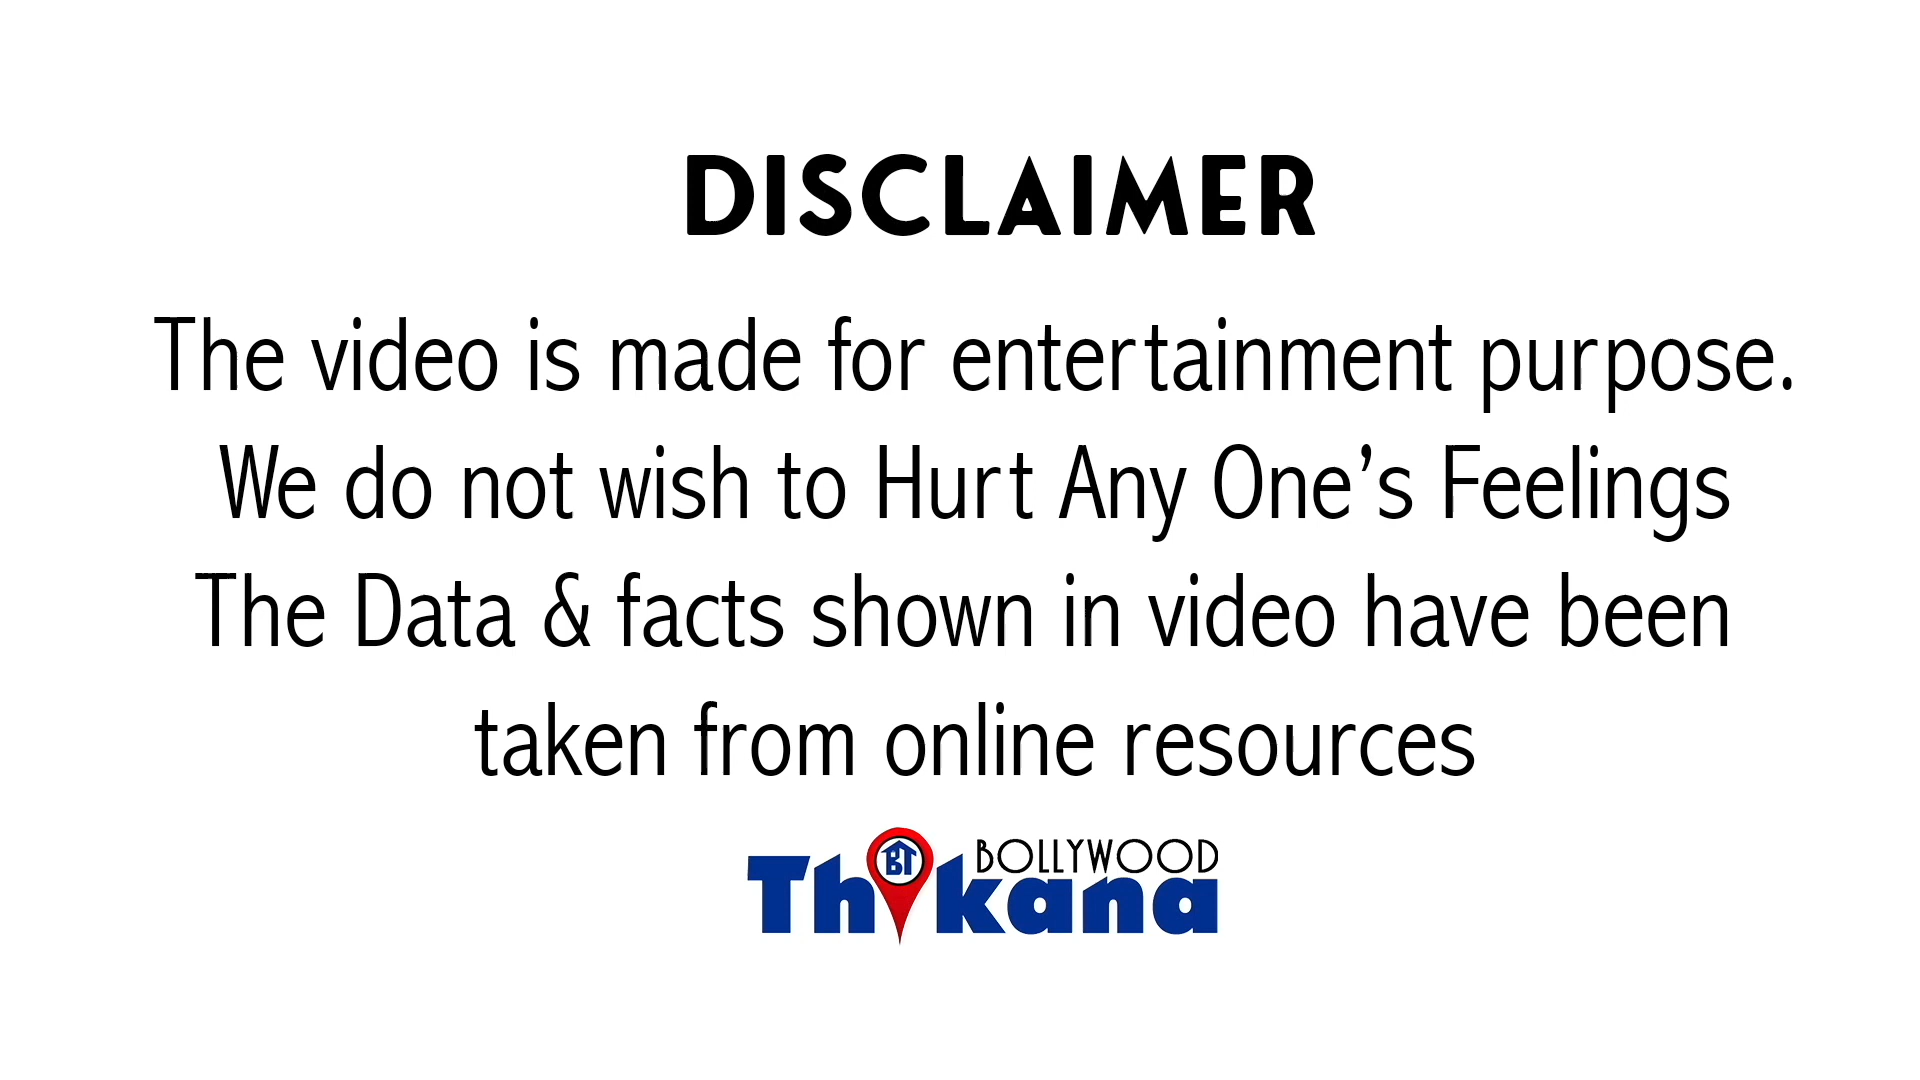 DISCLAIMER
The video is made for entertainment purpose.
We do not wish to Hurt Any One’s Feelings
The Data & facts shown in video have been
taken from online resources
BOLLYWOOD
BT
Thikana